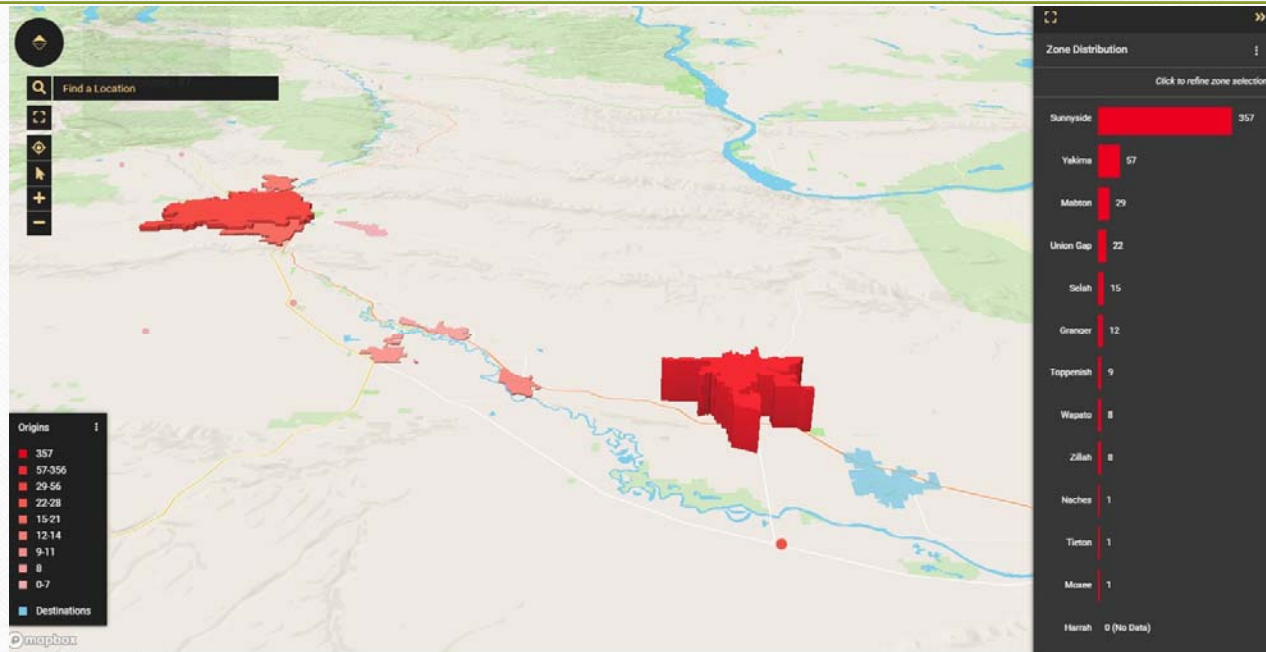 Find a Location
Origins
357
57-356
29-56
22-28
15-21
12-14
9-11
8
0-7
Destinations
mapbox
Zone Distribution
Click to refine zone selection
Sunnyside 357
Yakima 57
Mabton 29
Union Gap 22
Selah 15
Granger 12
Toppenish 9
Wapato 8
Zillah 8
Naches 1
Tieton 1
Moxee 1
Harrah 0 (No Data)